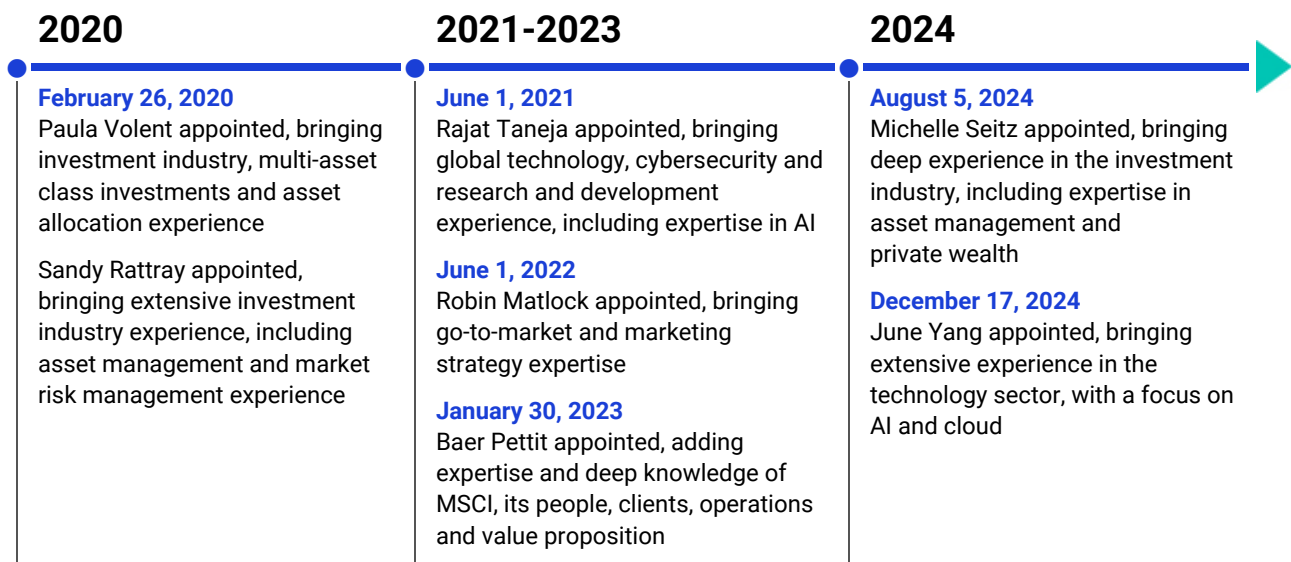 2020
February 26, 2020
Paula Volent appointed, bringing
investment industry, multi-asset
class investments and asset
allocation experience
Sandy Rattray appointed,
bringing extensive investment
industry experience, including
asset management and market
risk management experience
2021-2023
June 1, 2021
Rajat Taneja appointed, bringing
global technology, cybersecurity and
research and development
experience, including expertise in AI
June 1, 2022
Robin Matlock appointed, bringing
go-to-market and marketing
strategy expertise
January 30, 2023
Baer Pettit appointed, adding
expertise and deep knowledge of
MSCI, its people, clients, operations
and value proposition
2024
August 5, 2024
Michelle Seitz appointed, bringing
deep experience in the investment
industry, including expertise in
asset management and
private wealth
December 17, 2024
June Yang appointed, bringing
extensive experience in the
technology sector, with a focus on
AI and cloud